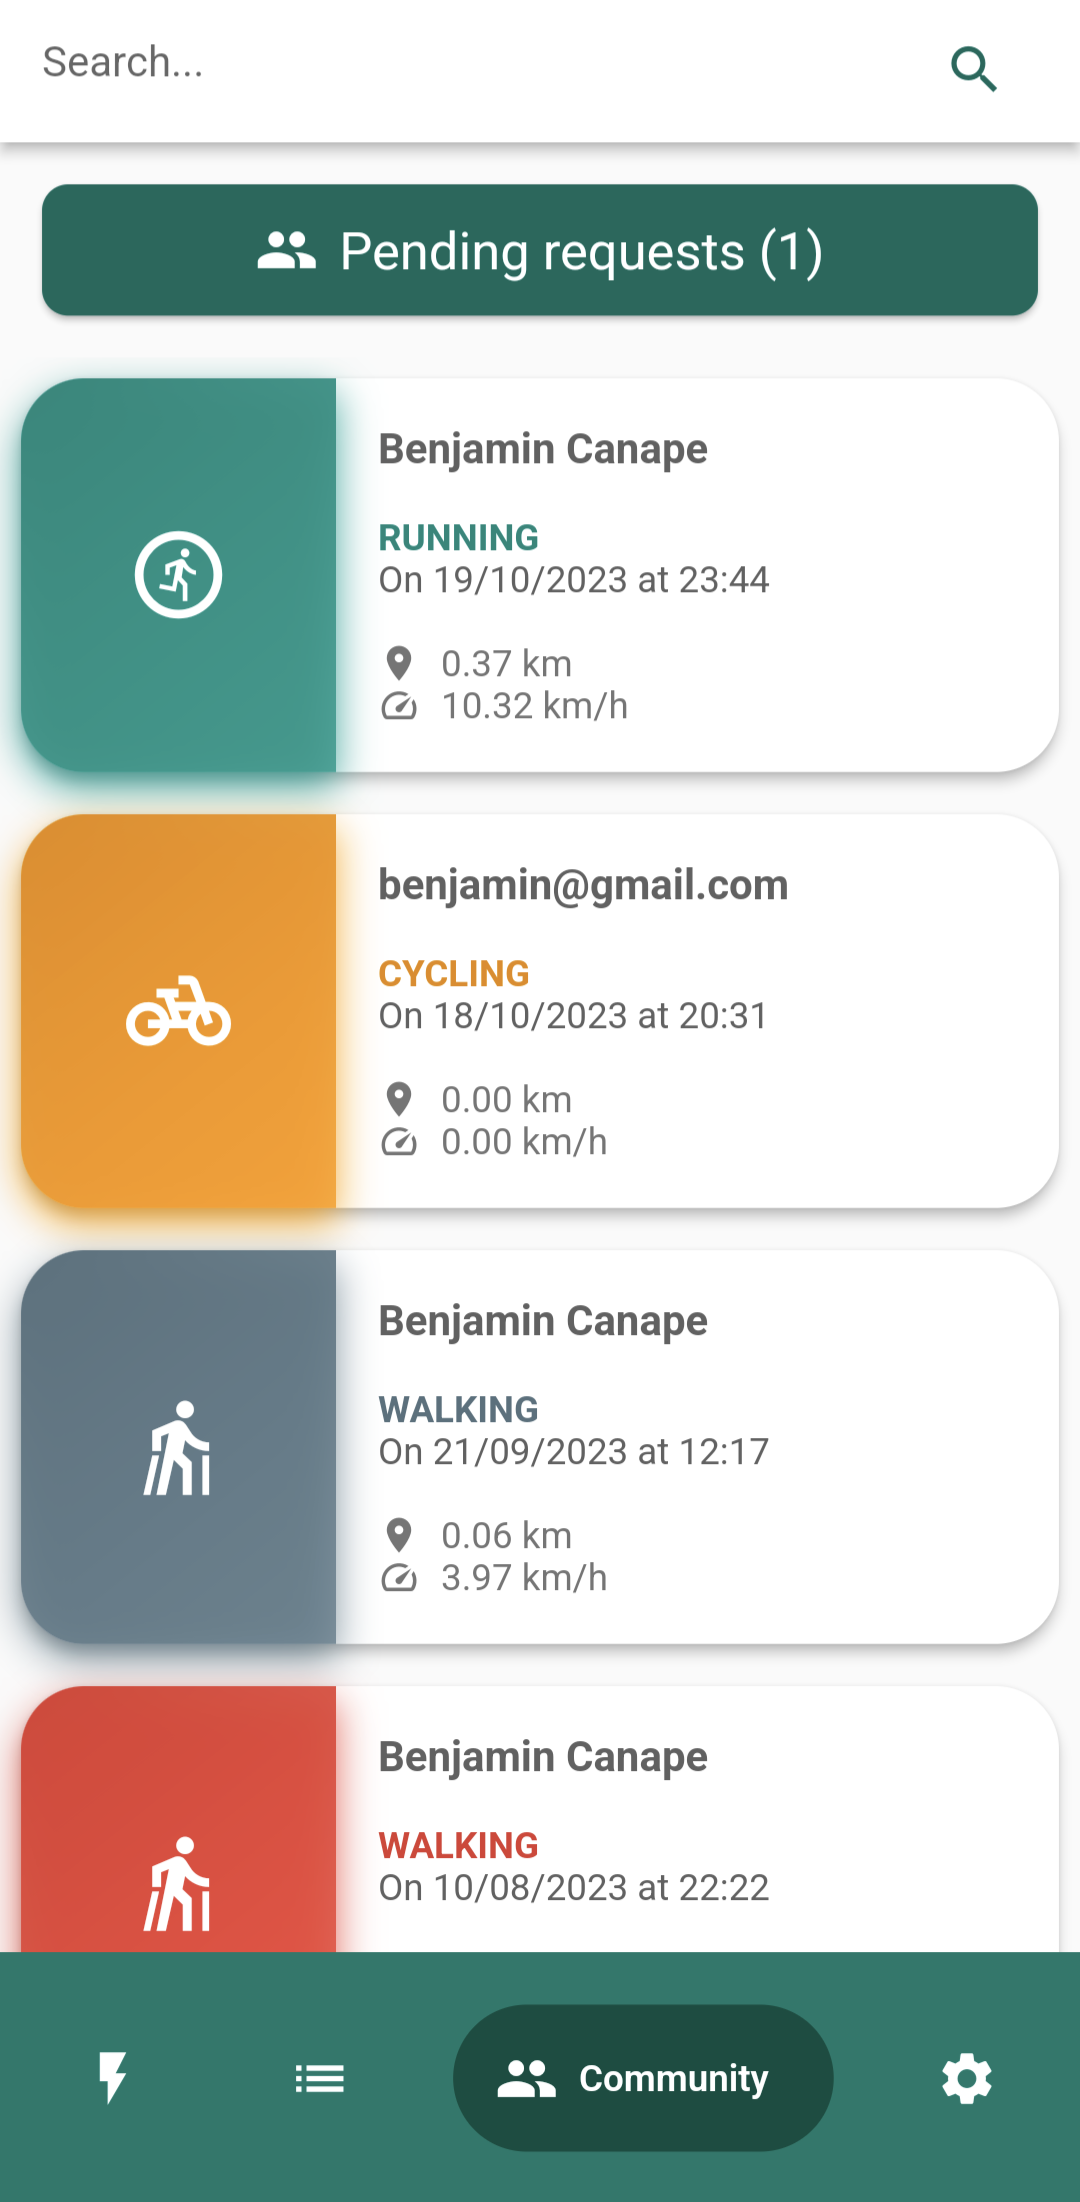 Search...
Pending requests (1)
Benjamin Canape
RUNNING
On 19/10/2023 at 23:44
0.37 km
10.32 km/h
benjamin@gmail.com
CYCLING
On 18/10/2023 at 20:31
0.00 km
0.00 km/h
Benjamin Canape
WALKING
On 21/09/2023 at 12:17
0.06 km
3.97 km/h
Benjamin Canape
WALKING
On 10/08/2023 at 22:22
Community